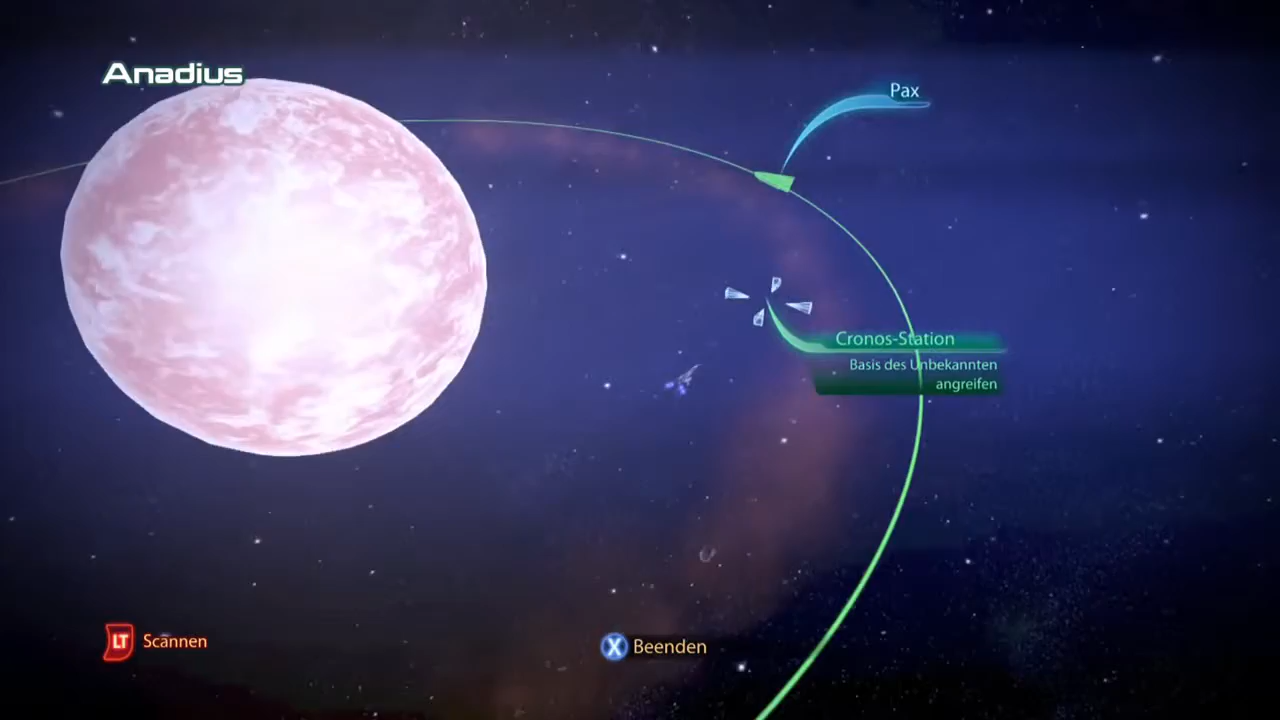 Anadius
Pax
Cronos-Station
Basis des Unbekannten
angreifen
LT Scannen
X Beenden